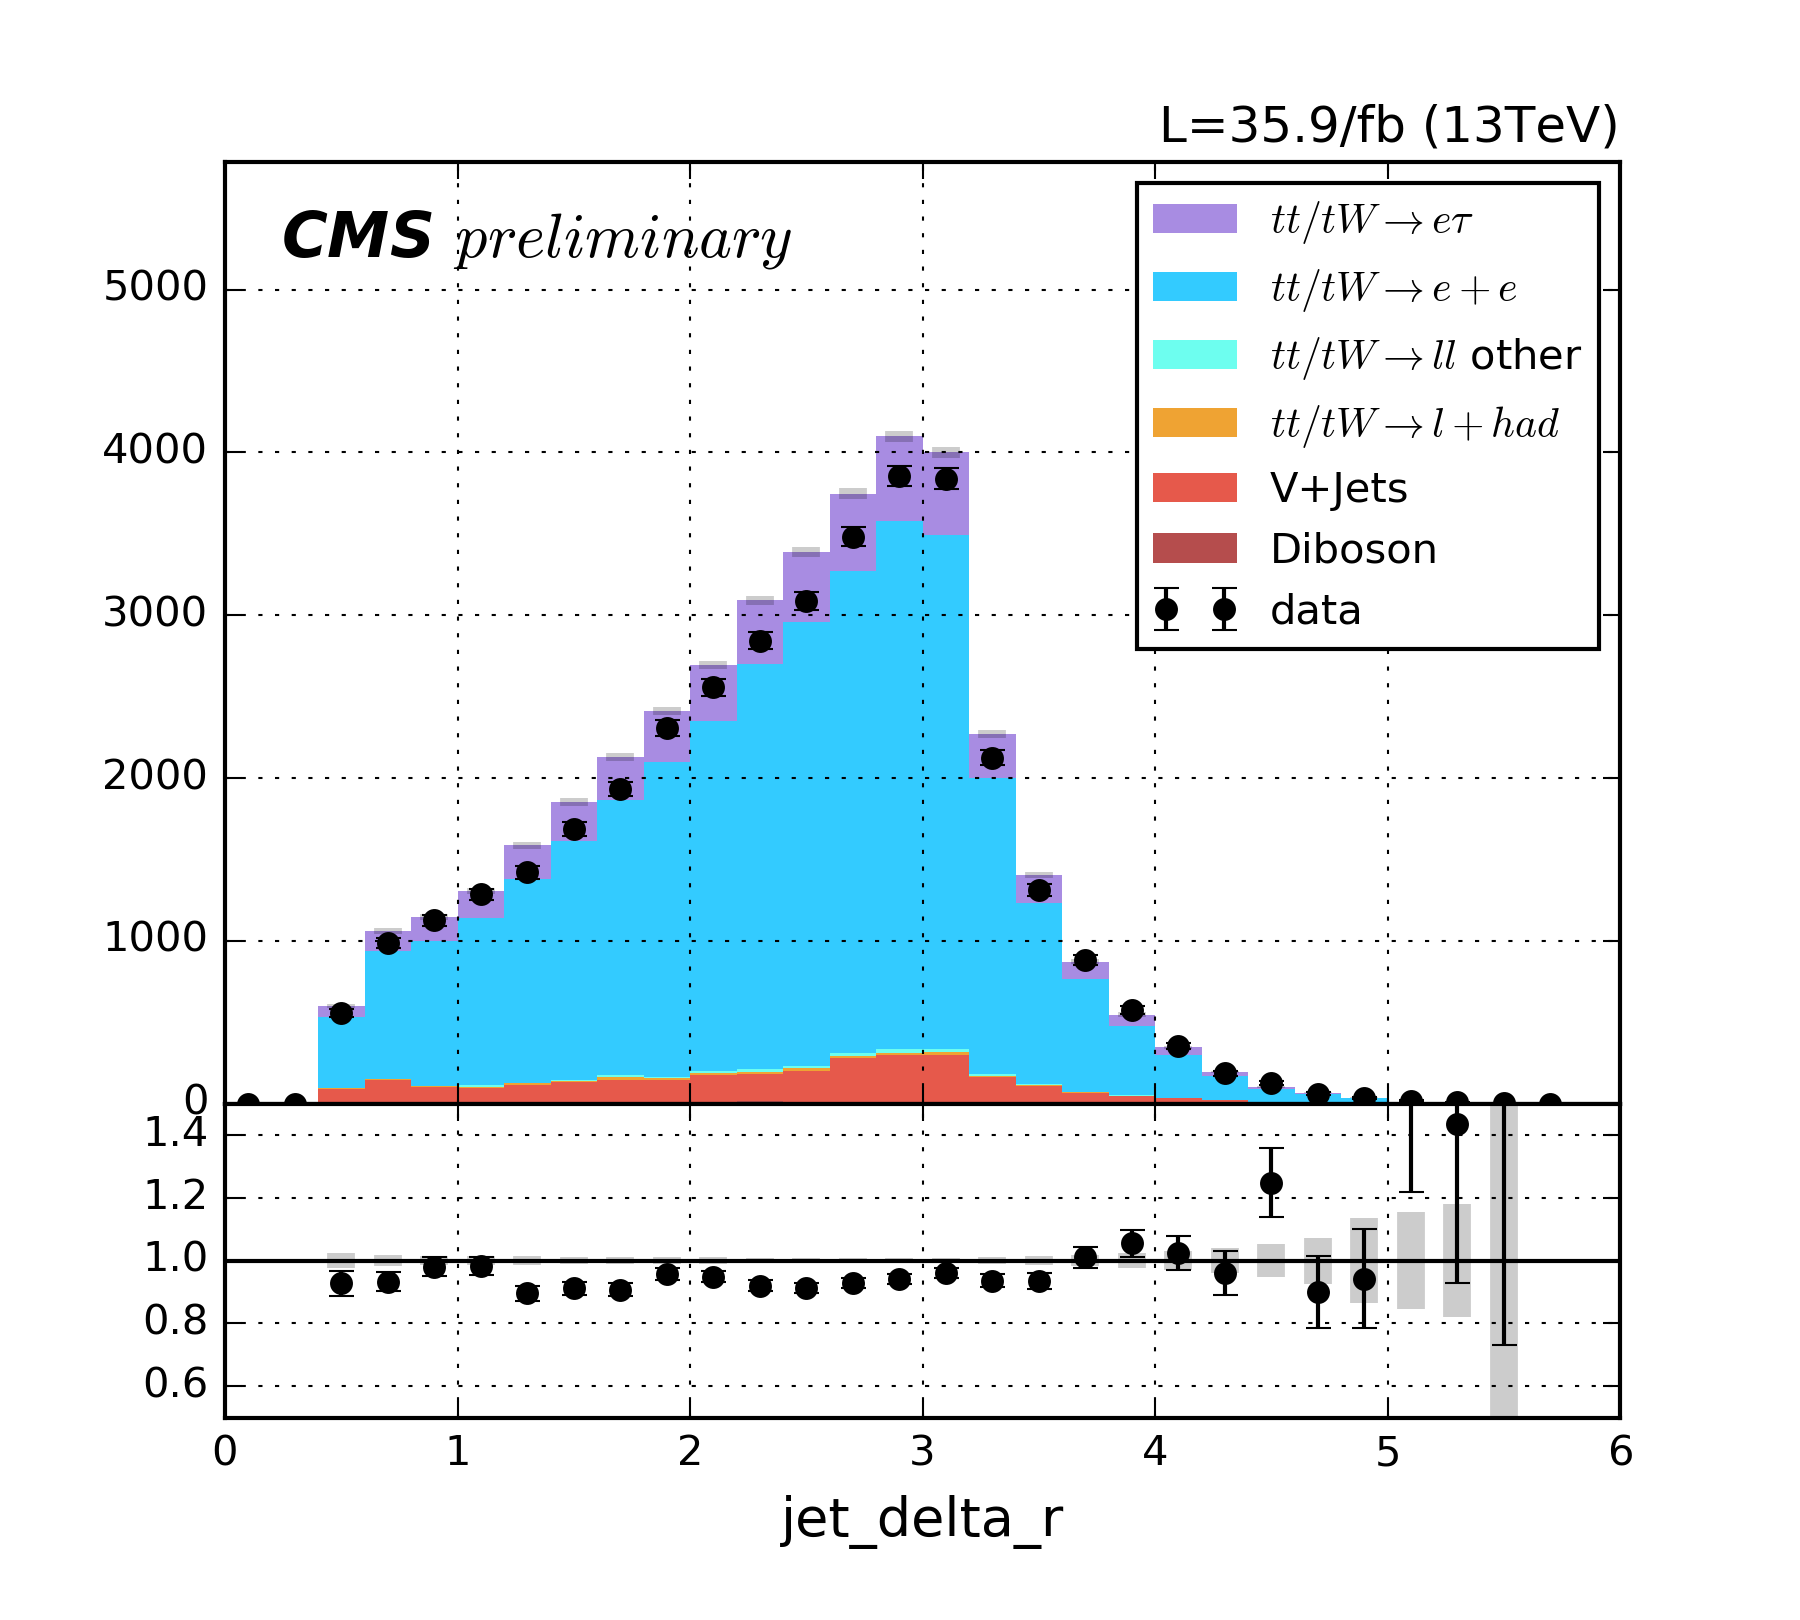 L=35.9/fb (13TeV)
CMS preliminary
tt/tW→eτ
tt/tW→e+e
tt/tW→ll other
tt/tW→l+had
V+Jets
Diboson
data
5000
4000
3000
2000
1000
0
1.4
1.2
1.0
0.8
0.6
0 1 2 3 4 5 6
jet_delta_r